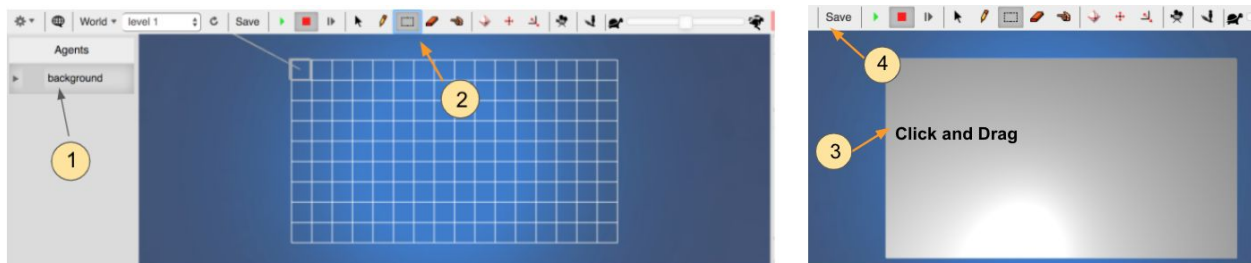 World level 1 Save
Agents
background
1
2
Save
4
3
Click and Drag